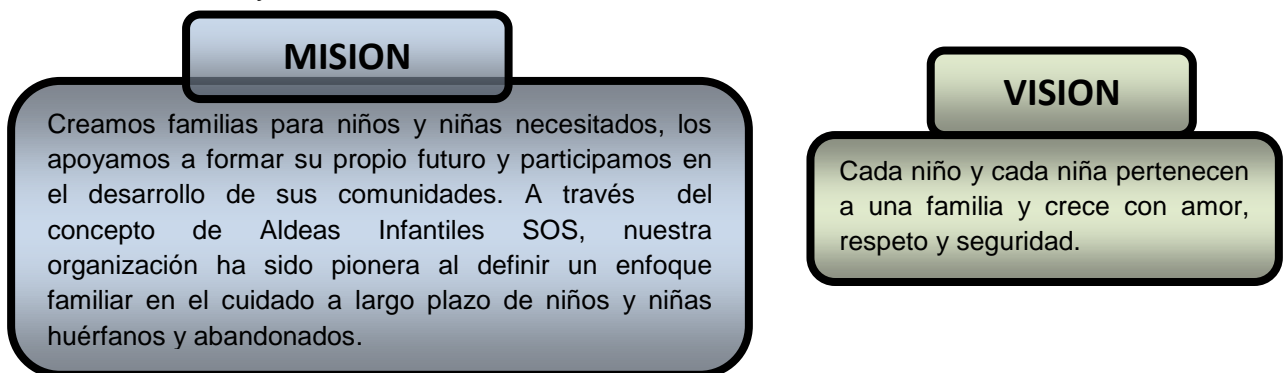 MISION
Creamos familias para niños y niñas necesitados, los
apoyamos a formar su propio futuro y participamos en
el desarrollo de sus comunidades. A través del
concepto de Aldeas Infantiles SOS, nuestra
organización ha sido pionera al definir un enfoque
familiar en el cuidado a largo plazo de niños y niñas
huérfanos y abandonados.
VISION
Cada niño y cada niña pertenecen
a una familia y crece con amor,
respeto y seguridad.